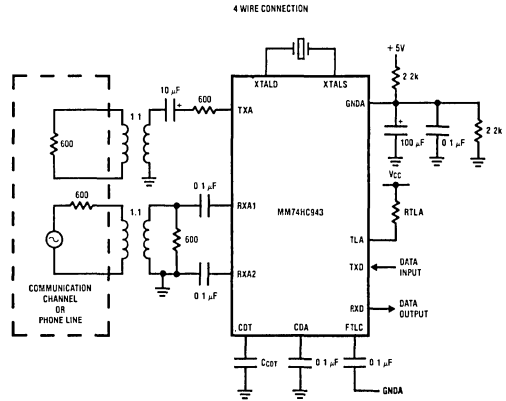 4 WIRE CONNECTION
+ 5V
2 2k
XTALD
XTALS
10 µF
+
600
1 1
TXA
GNDA
+
100 µF
0 1 µF
2 2k
600
VCC
RTLA
600
1.1
0 1 µF
RXA1
MM74HC943
600
TLA
TXD
DATA
INPUT
RXA2
0 1 µF
RXD
DATA
OUTPUT
COMMUNICATION
CHANNEL
OR
PHONE LINE
CDT
CDA
FTLC
CCDT
0 1 µF
0 1 µF
GNDA